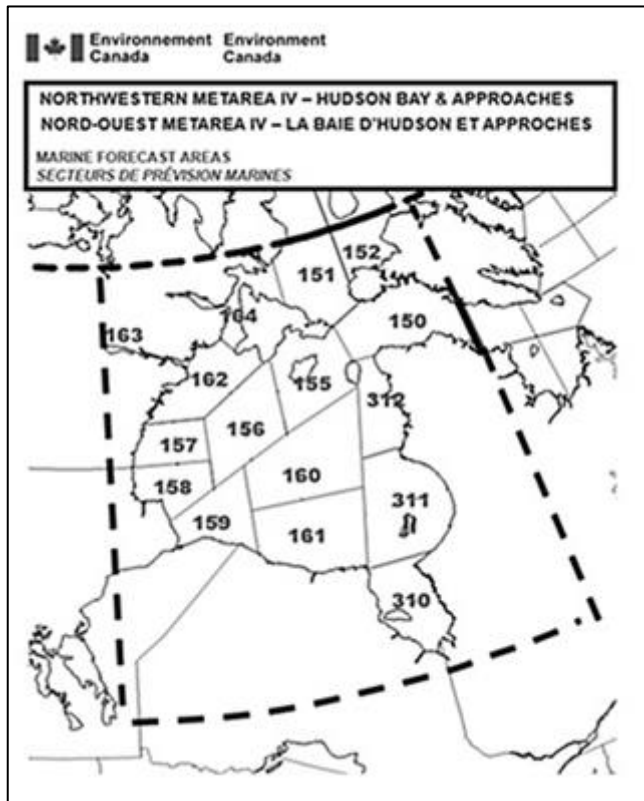 Environnement Environment
Canada Canada
NORTHWESTERN METAREA IV – HUDSON BAY & APPROACHES
NORD-OUEST METAREA IV – LA BAIE D'HUDSON ET APPROCHES
MARINE FORECAST AREAS
SECTEURS DE PRÉVISION MARINES
152
151
164
150
163
162
155
312
156
157
160
158
311
159
161
310